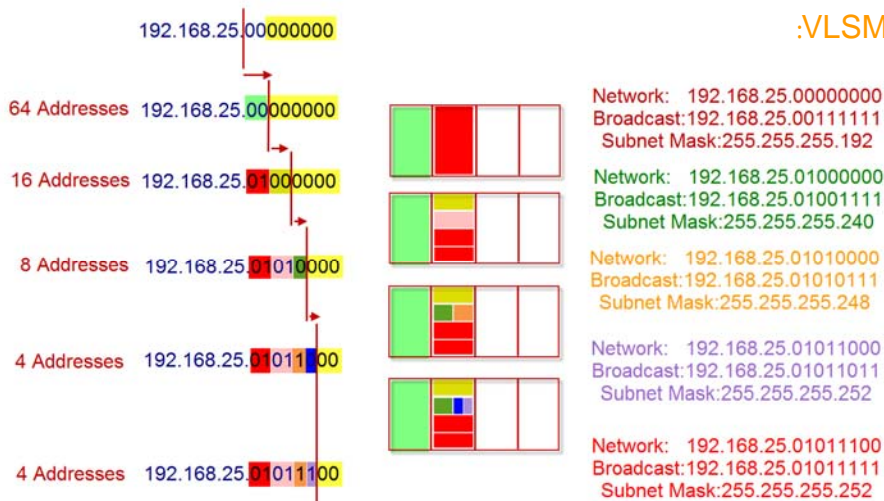 :VLSM
192.168.25.00000000
64 Addresses 192.168.25.00000000
16 Addresses 192.168.25.01000000
8 Addresses 192.168.25.01010000
4 Addresses 192.168.25.01011000
4 Addresses 192.168.25.01011100
Network: 192.168.25.00000000
Broadcast:192.168.25.00111111
Subnet Mask:255.255.255.192
Network: 192.168.25.01000000
Broadcast:192.168.25.01001111
Subnet Mask:255.255.255.240
Network: 192.168.25.01010000
Broadcast:192.168.25.01010111
Subnet Mask:255.255.255.248
Network: 192.168.25.01011000
Broadcast:192.168.25.01011011
Subnet Mask:255.255.255.252
Network: 192.168.25.01011100
Broadcast:192.168.25.01011111
Subnet Mask:255.255.255.252